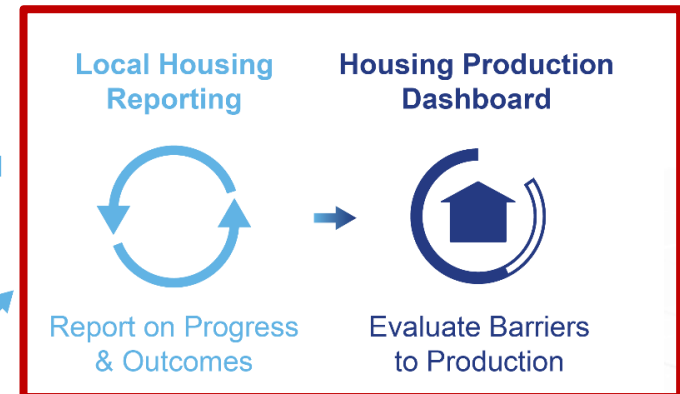 Local Housing
Reporting
Housing Production
Dashboard
Report on Progress
& Outcomes
Evaluate Barriers
to Production